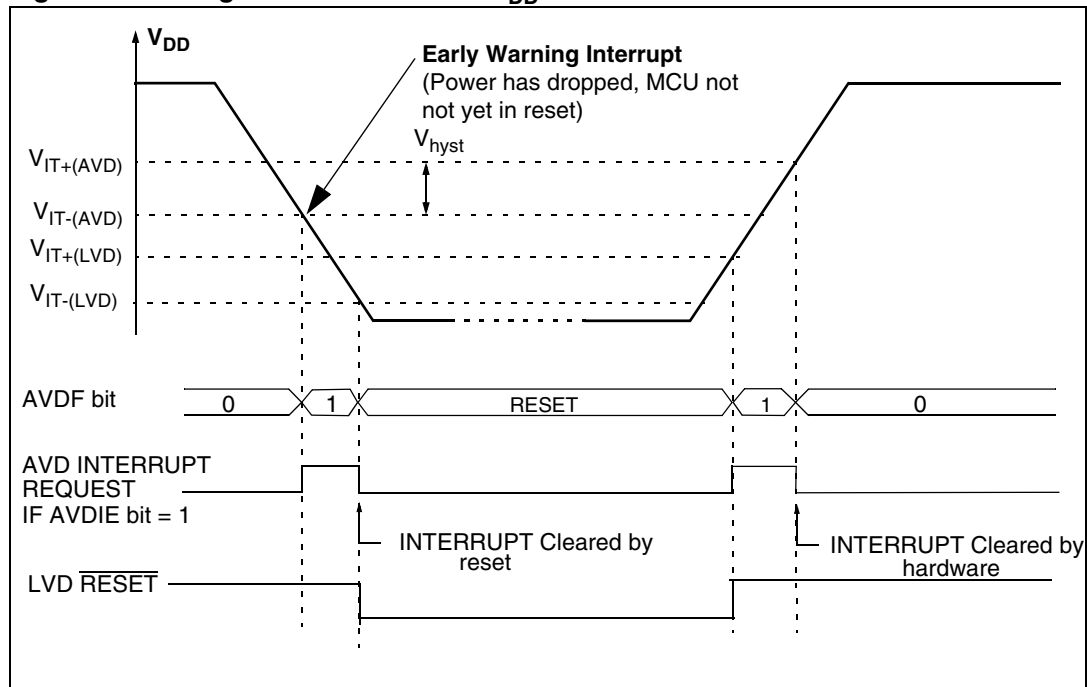 V_DD
Early Warning Interrupt
(Power has dropped, MCU not
not yet in reset)
V_hyst
V_IT+(AVD)
V_IT-(AVD)
V_IT+(LVD)
V_IT-(LVD)
AVDF bit
0 1 RESET 1 0
AVD INTERRUPT
REQUEST
IF AVDIE bit = 1
INTERRUPT Cleared by
reset
INTERRUPT Cleared by
hardware
LVD RESET